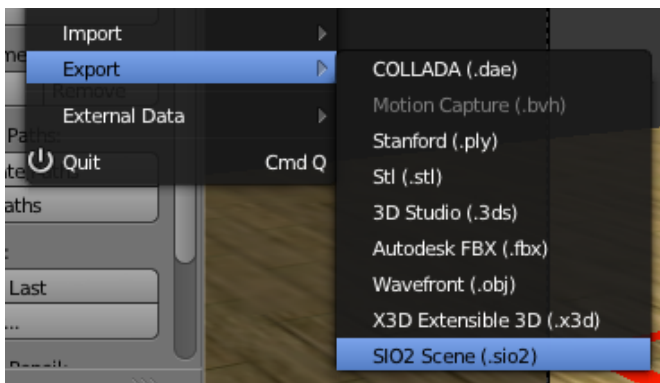 Import
Export
Remove
External Data
Paths:
Quit Cmd Q
aths
Last
...
COLLADA (.dae)
Motion Capture (.bvh)
Stanford (.ply)
Stl (.stl)
3D Studio (.3ds)
Autodesk FBX (.fbx)
Wavefront (.obj)
X3D Extensible 3D (.x3d)
SIO2 Scene (.sio2)